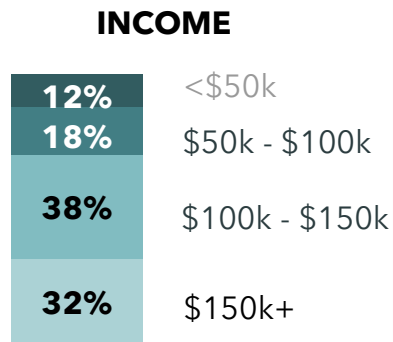 INCOME
12% <$50k
18% $50k - $100k
38% $100k - $150k
32% $150k+